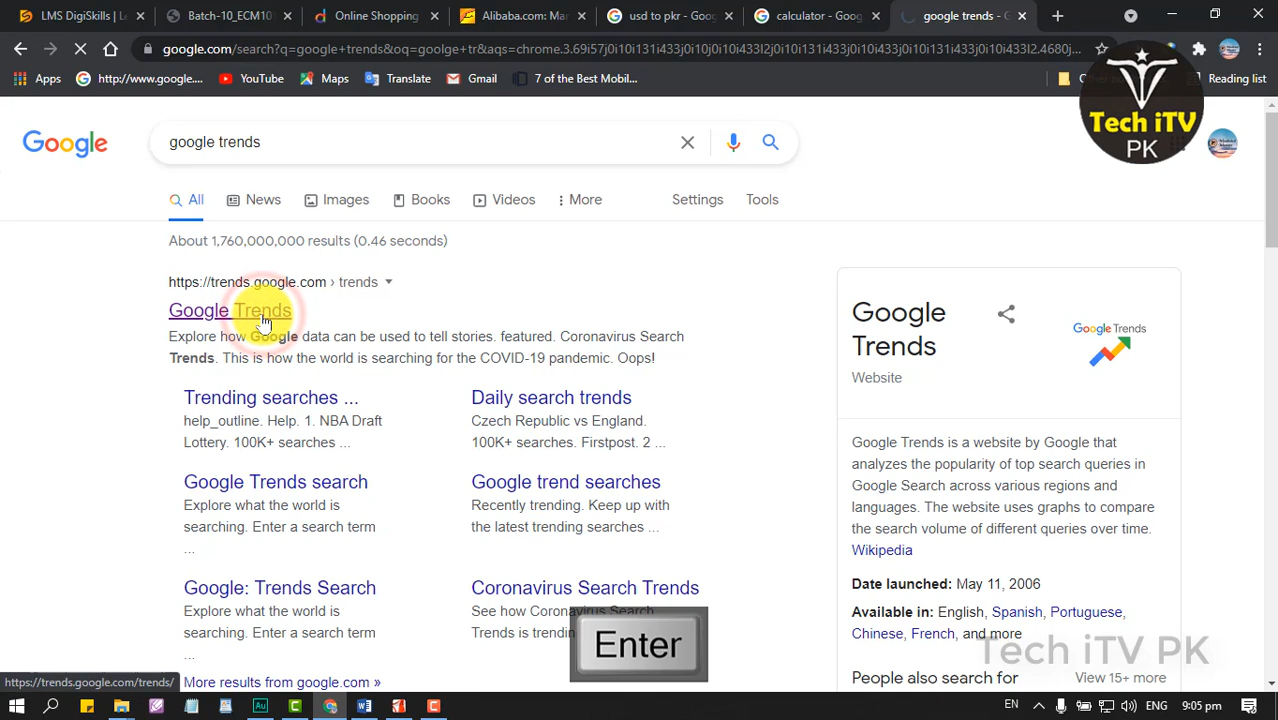 LMS DigiSkills | L
Batch-10_ECM10
Online Shopping
Alibaba.com: Man
usd to pkr - Goog
calculator - Goog
google trends - G
google.com/search?q=google+trends&oq=goolge+tr&aqs=chrome.3.69i57j0i10i131i433j0i10j0i10i131i433l2j0i10i131i433j0i10j0i10i131i433l2.4680j...
Apps
http://www.google....
YouTube
Maps
Translate
Gmail
7 of the Best Mobil...
Reading list
Tech iTV
PK
Google
google trends
All
News
Images
Books
Videos
More
Settings
Tools
About 1,760,000,000 results (0.46 seconds)
https://trends.google.com › trends
Google Trends
Explore how Google data can be used to tell stories. featured. Coronavirus Search
Trends. This is how the world is searching for the COVID-19 pandemic. Oops!
Trending searches ...
help_outline. Help. 1. NBA Draft
Lottery. 100K+ searches ...
Daily search trends
Czech Republic vs England.
100K+ searches. Firstpost. 2 ...
Google Trends search
Explore what the world is
searching. Enter a search term
...
Google trend searches
Recently trending. Keep up with
the latest trending searches ...
Google: Trends Search
Explore what the world is
searching. Enter a search term
...
Coronavirus Search Trends
See how Coronavirus Search
Trends is trendin
More results from google.com »
Enter
Google
Trends
Website
Google Trends
Google Trends is a website by Google that
analyzes the popularity of top search queries in
Google Search across various regions and
languages. The website uses graphs to compare
the search volume of different queries over time.
Wikipedia
Date launched: May 11, 2006
Available in: English, Spanish, Portuguese,
Chinese, French, and more
Tech iTV PK
People also search for
View 15+ more
https://trends.google.com/trends/
Au
EN
ENG
9:05 pm